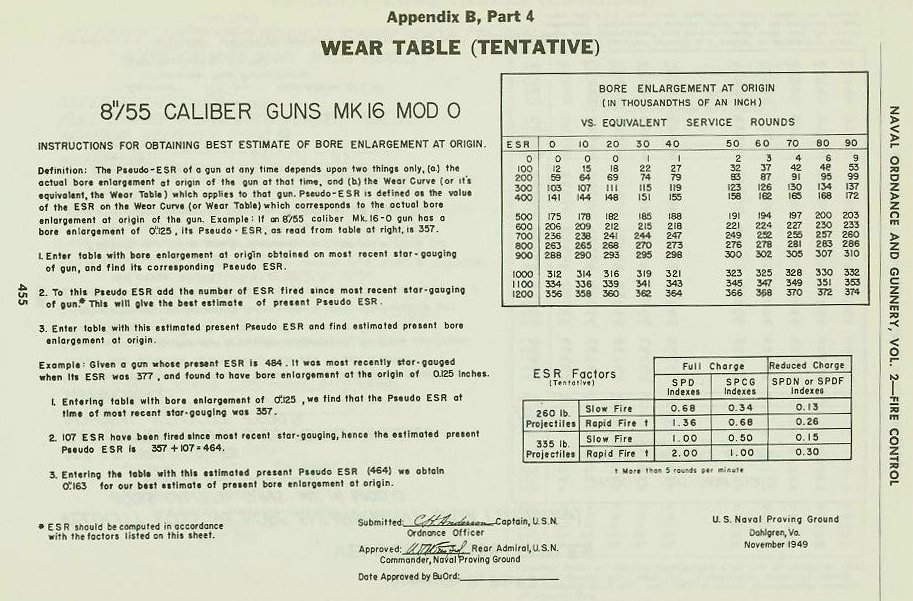 Appendix B, Part 4
WEAR TABLE (TENTATIVE)
8"/55 CALIBER GUNS MK 16 MOD O
INSTRUCTIONS FOR OBTAINING BEST ESTIMATE OF BORE ENLARGEMENT AT ORIGIN.
Definition: The Pseudo-ESR of a gun at any time depends upon two things only, (a.) the
actual bore enlargement at origin of the gun at that time, and (b.) the Wear Curve (or it's
equivalent, the Wear Table) which applies to that gun. Pseudo-ESR is defined as the value
of the ESR on the Wear Curve (or Wear Table) which corresponds to the actual bore
enlargement at origin of the gun. Example: If an 8"/55 caliber Mk.16-O gun has a
bore enlargement of 0."125, its Pseudo-ESR, as read from table at right, is 357.
1. Enter table with bore enlargement at origin obtained on most recent star-gauging
of gun, and find its corresponding Pseudo ESR.
2. To this Pseudo ESR add the number of ESR fired since most recent star-gauging
of gun.* This will give the best estimate of present Pseudo ESR.
3. Enter table with this estimated present Pseudo ESR and find estimated present bore
enlargement at origin.
Example: Given a gun whose present ESR is 484. It was most recently star-gauged
when its ESR was 377, and found to have bore enlargement at the origin of 0.125 inches.
1. Entering table with bore enlargement of 0."125, we find that the Pseudo ESR at
time of most recent star-gauging was 357.
2. 107 ESR have been fired since most recent star-gauging, hence the estimated present
Pseudo ESR is 357 + 107 = 464.
3. Entering the table with this estimated present Pseudo ESR (464) we obtain
0."163 for our best estimate of present bore enlargement at origin.
* ESR should be computed in accordance
with the factors listed on this sheet.
BORE ENLARGEMENT AT ORIGIN
(IN THOUSANDTHS OF AN INCH)
VS. EQUIVALENT SERVICE ROUNDS
ESR 0 10 20 30 40 50 60 70 80 90
0 0 0 0 1 1 2 3 4 6 9
100 12 15 18 22 27 32 37 42 48 53
200 59 64 69 74 79 83 87 91 95 99
300 103 107 111 115 119 123 126 130 134 137
400 141 144 148 151 155 158 162 165 168 172
500 175 178 182 185 188 191 194 197 200 203
600 206 209 212 215 218 221 224 227 230 233
700 236 238 241 244 247 249 252 255 257 260
800 263 265 268 270 273 276 278 281 283 286
900 288 290 293 295 298 300 302 305 307 310
1000 312 314 316 319 321 323 325 328 330 332
1100 334 336 339 341 343 345 347 349 351 353
1200 356 358 360 362 364 366 368 370 372 374
ESR Factors
(Tentative)
Full Charge Reduced Charge
SPD Indexes SPCG Indexes SPDN or SPDF Indexes
260 lb. Projectiles Slow Fire 0.68 0.34 0.13
Rapid Fire † 1.36 0.68 0.26
335 lb. Projectiles Slow Fire 1.00 0.50 0.15
Rapid Fire † 2.00 1.00 0.30
† More than 5 rounds per minute
Submitted: C.H. Anderson Captain, U.S.N.
Ordnance Officer
Approved: Rear Admiral, U.S.N.
Commander, Naval Proving Ground
Date Approved by BuOrd:
U.S. Naval Proving Ground
Dahlgren, Va.
November 1949
455
NAVAL ORDNANCE AND GUNNERY, VOL. 2—FIRE CONTROL